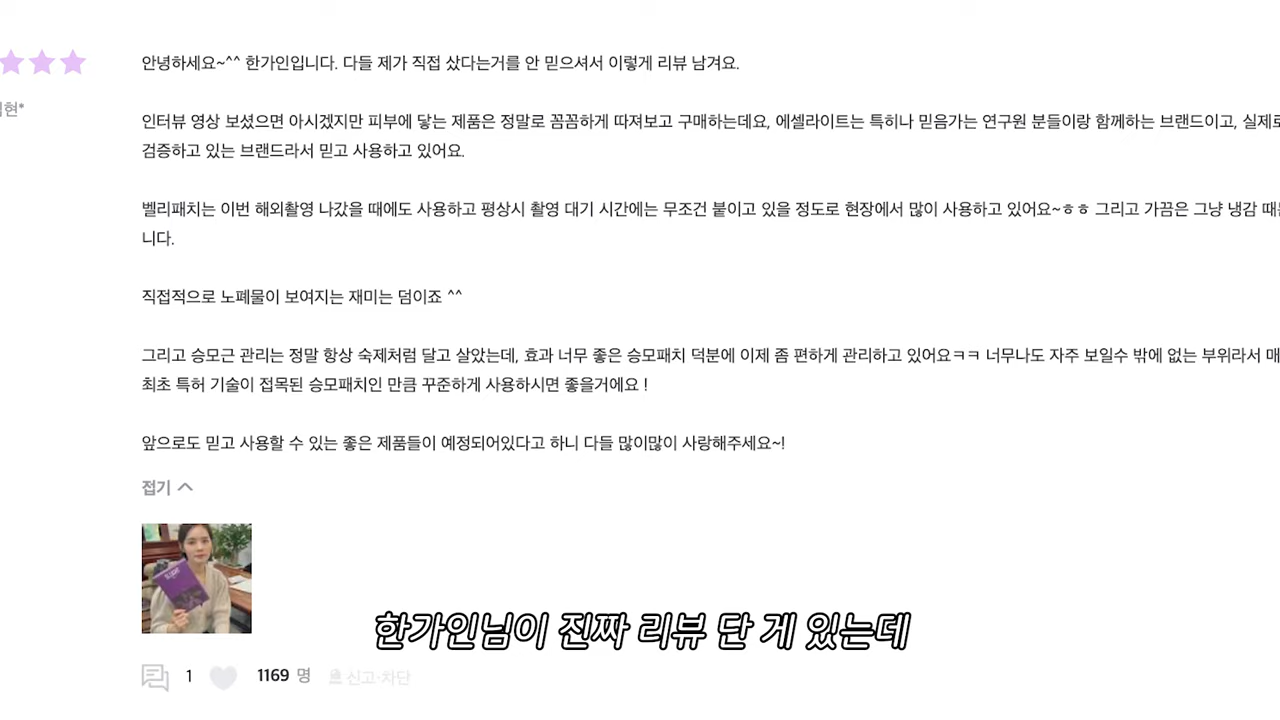 현*
안녕하세요~^^ 한가인입니다. 다들 제가 직접 샀다는거를 안 믿으셔서 이렇게 리뷰 남겨요.
인터뷰 영상 보셨으면 아시겠지만 피부에 닿는 제품은 정말로 꼼꼼하게 따져보고 구매하는데요, 에셀라이트는 특히나 믿음가는 연구원 분들이랑 함께하는 브랜드이고, 실제로
검증하고 있는 브랜드라서 믿고 사용하고 있어요.
벨리패치는 이번 해외촬영 나갔을 때에도 사용하고 평상시 촬영 대기 시간에는 무조건 붙이고 있을 정도로 현장에서 많이 사용하고 있어요~ㅎㅎ 그리고 가끔은 그냥 냉감 때문
니다.
직접적으로 노폐물이 보여지는 재미는 덤이죠 ^^
그리고 승모근 관리는 정말 항상 숙제처럼 달고 살았는데, 효과 너무 좋은 승모패치 덕분에 이제 좀 편하게 관리하고 있어요ㅋㅋ 너무나도 자주 보일수 밖에 없는 부위라서 매
최초 특허 기술이 접목된 승모패치인 만큼 꾸준하게 사용하시면 좋을거에요 !
앞으로도 믿고 사용할 수 있는 좋은 제품들이 예정되어있다고 하니 다들 많이많이 사랑해주세요~!
접기
한가인님이 진짜 리뷰 단 게 있는데
1 1169 명 신고·차단